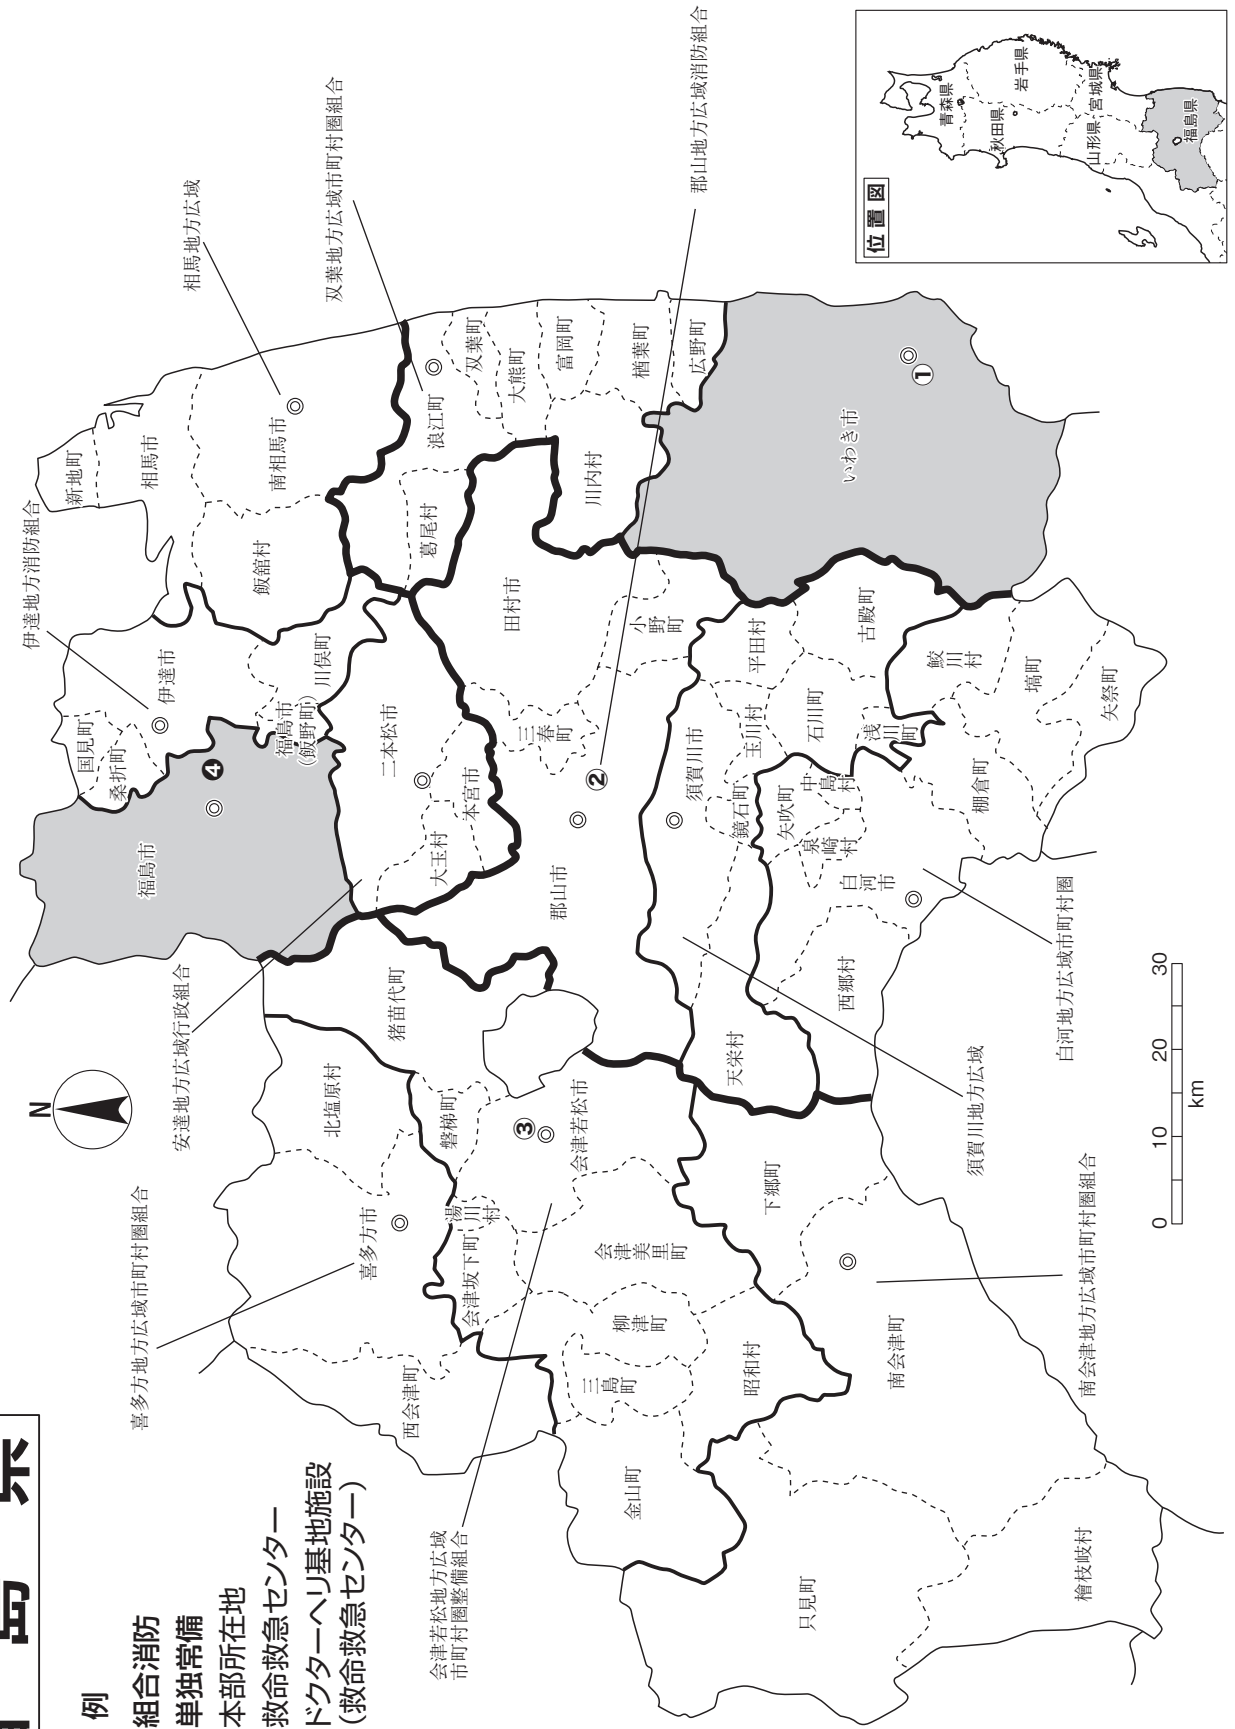 島 県
例
組合消防
単独常備
本部所在地
救命救急センター
ドクターヘリ基地施設
(救命救急センター)
N
喜多方地方広域市町村圏組合
安達地方広域行政組合
伊達地方消防組合
相馬地方広域
双葉地方広域市町村圏組合
郡山地方広域消防組合
会津若松地方広域
市町村圏整備組合
南会津地方広域市町村圏組合
須賀川地方広域
白河地方広域市町村圏
新地町
相馬市
南相馬市
飯舘村
国見町
桑折町
伊達市
川俣町
福島市
(飯野町)
福島市
④
二本松市
本宮市
大玉村
浪江町
双葉町
大熊町
富岡町
楢葉町
広野町
葛尾村
川内村
田村市
小野町
三春町
郡山市
②
いわき市
①
須賀川市
鏡石町
玉川村
平田村
石川町
古殿町
浅川町
天栄村
矢吹町
中島村
泉崎村
白河市
西郷村
棚倉町
鮫川村
塙町
矢祭町
猪苗代町
北塩原村
磐梯町
喜多方市
湯川村
会津坂下町
西会津町
会津若松市
③
会津美里町
柳津町
三島町
昭和村
金山町
下郷町
南会津町
只見町
檜枝岐村
0 10 20 30
km
位置図
青森県
秋田県
岩手県
山形県
宮城県
福島県